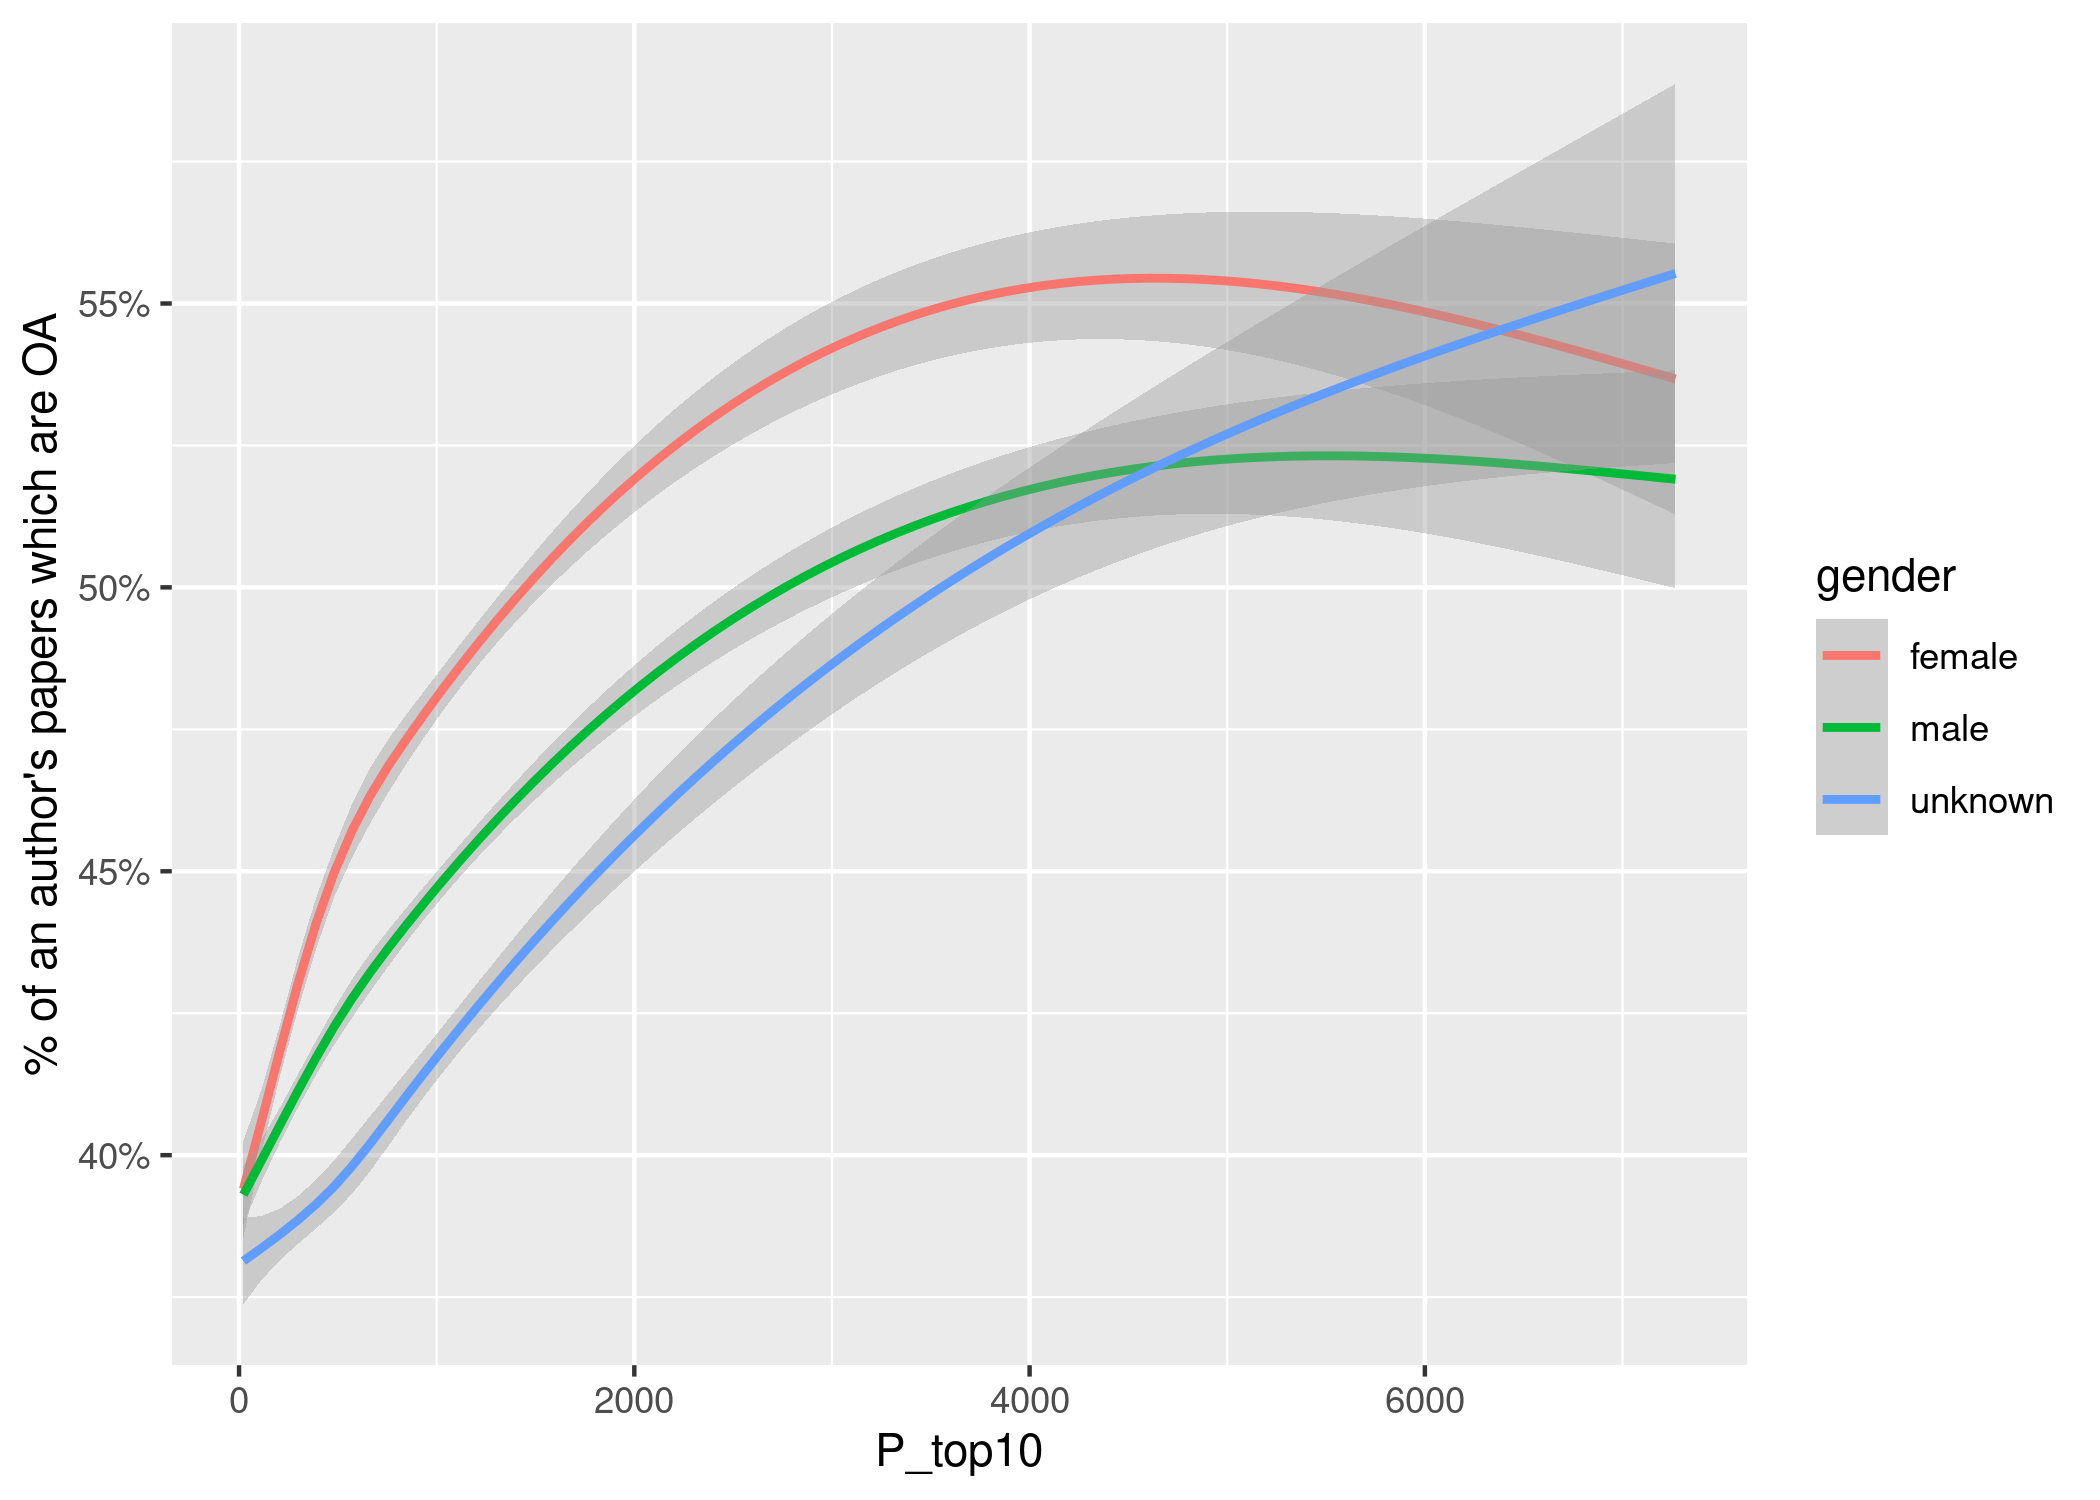 % of an author's papers which are OA
55%
50%
45%
40%
0
2000
4000
6000
P_top10
gender
female
male
unknown